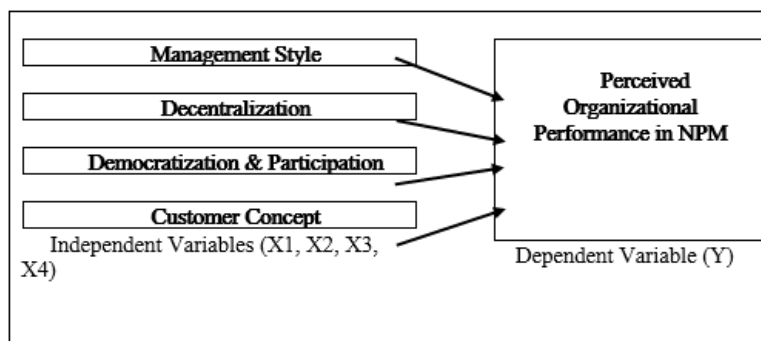 Management Style
Decentralization
Democratization & Participation
Customer Concept
Independent Variables (X1, X2, X3,
X4)
Perceived
Organizational
Performance in NPM
Dependent Variable (Y)